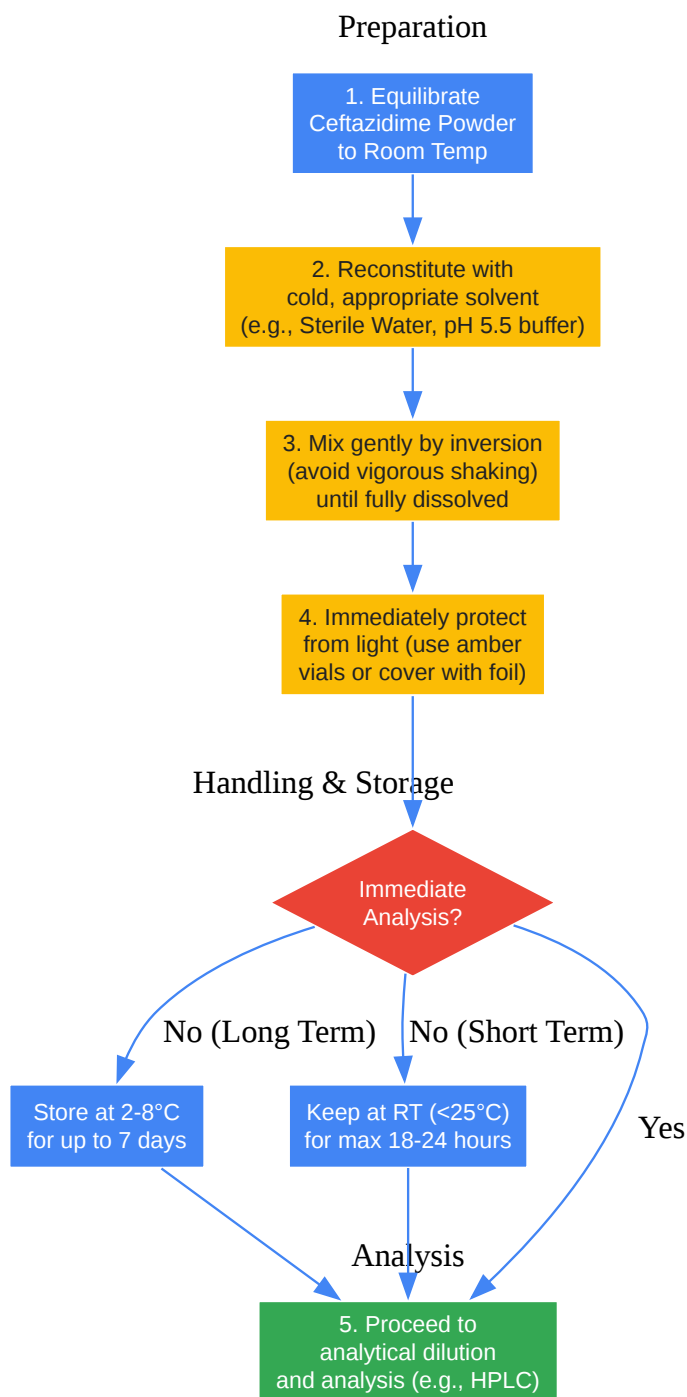 Preparation
1. Equilibrate
Ceftazidime Powder
to Room Temp
2. Reconstitute with
cold, appropriate solvent
(e.g., Sterile Water, pH 5.5 buffer)
3. Mix gently by inversion
(avoid vigorous shaking)
until fully dissolved
4. Immediately protect
from light (use amber
vials or cover with foil)
Handling & Storage
Immediate
Analysis?
No (Long Term)
No (Short Term)
Yes
Store at 2-8°C
for up to 7 days
Keep at RT (<25°C)
for max 18-24 hours
Analysis
5. Proceed to
analytical dilution
and analysis (e.g., HPLC)